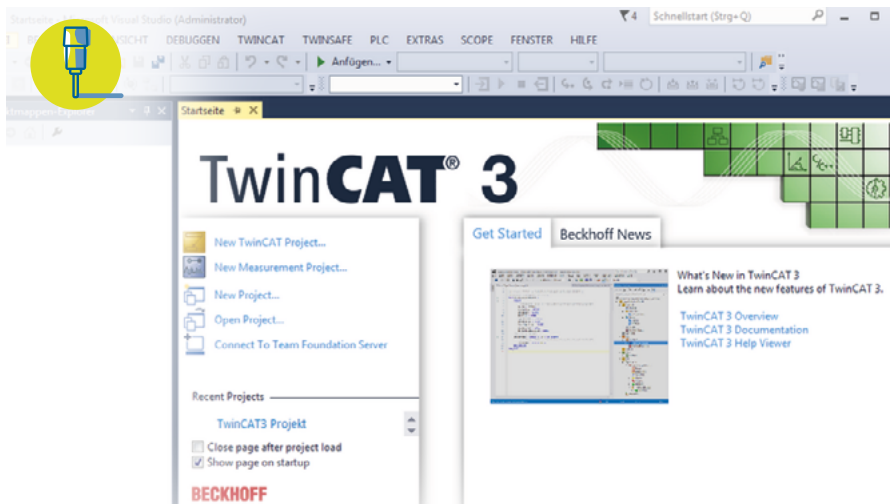 Startseite - Microsoft Visual Studio (Administrator)
4 Schnellstart (Strg+Q)
DEBUGGEN TWINCAT TWINSAFE PLC EXTRAS SCOPE FENSTER HILFE
Anfügen...
Startseite
TwinCAT® 3
New TwinCAT Project...
New Measurement Project...
New Project...
Open Project...
Connect To Team Foundation Server
Recent Projects
TwinCAT3 Projekt
Close page after project load
Show page on startup
BECKHOFF
Get Started Beckhoff News
What's New in TwinCAT 3
Learn about the new features of TwinCAT 3.
TwinCAT 3 Overview
TwinCAT 3 Documentation
TwinCAT 3 Help Viewer